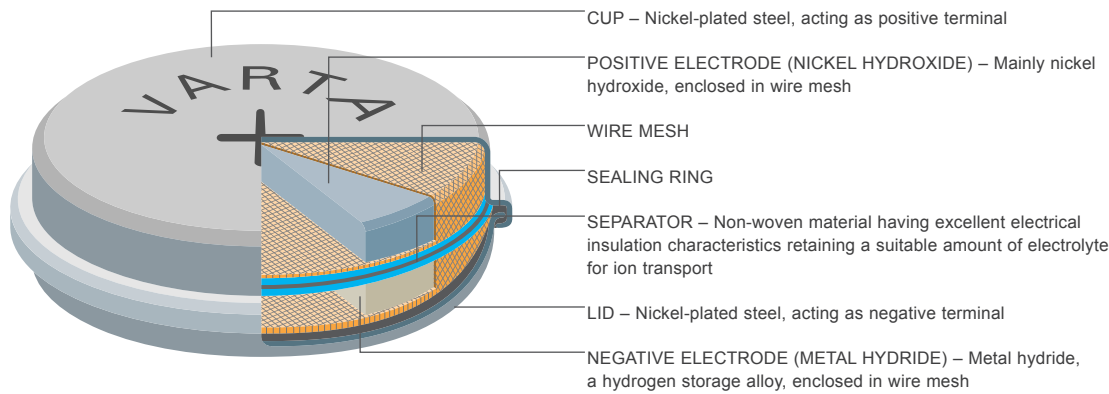 VARTA
+
CUP – Nickel-plated steel, acting as positive terminal
POSITIVE ELECTRODE (NICKEL HYDROXIDE) – Mainly nickel
hydroxide, enclosed in wire mesh
WIRE MESH
SEALING RING
SEPARATOR – Non-woven material having excellent electrical
insulation characteristics retaining a suitable amount of electrolyte
for ion transport
LID – Nickel-plated steel, acting as negative terminal
NEGATIVE ELECTRODE (METAL HYDRIDE) – Metal hydride,
a hydrogen storage alloy, enclosed in wire mesh